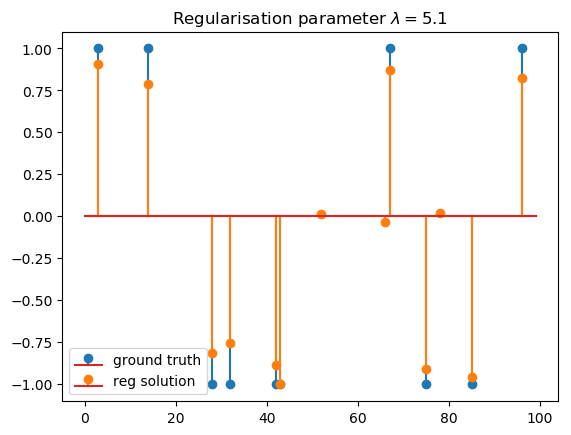 Regularisation parameter λ = 5.1
1.00
0.75
0.50
0.25
0.00
−0.25
−0.50
−0.75
−1.00
ground truth
reg solution
0 20 40 60 80 100